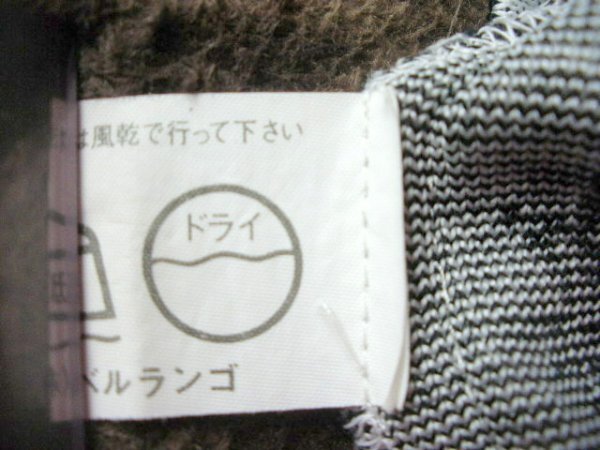 は風乾で行って下さい
ドライ
ベルランゴ